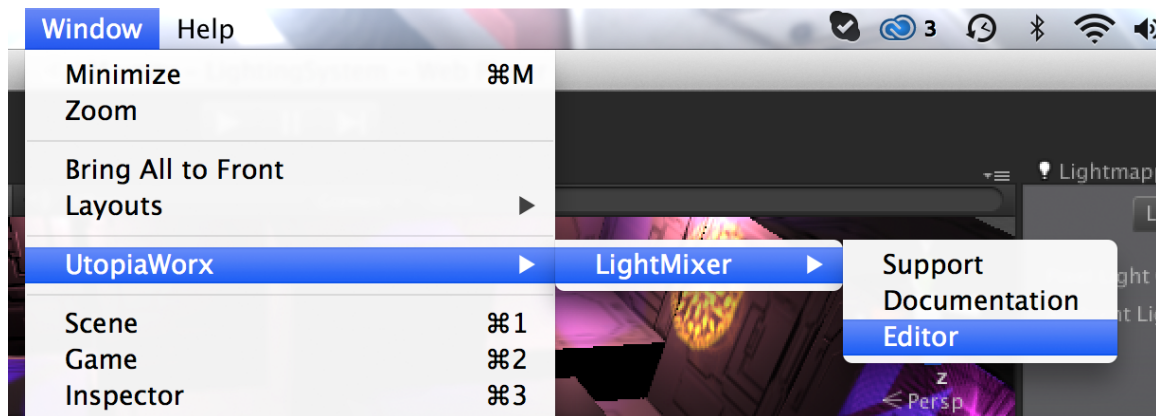 Window Help 3
Minimize ⌘M
Zoom
Bring All to Front
Layouts
Lightmapp
UtopiaWorx LightMixer Support
Documentation
Editor
Scene ⌘1
Game ⌘2
Inspector ⌘3
z
Persp